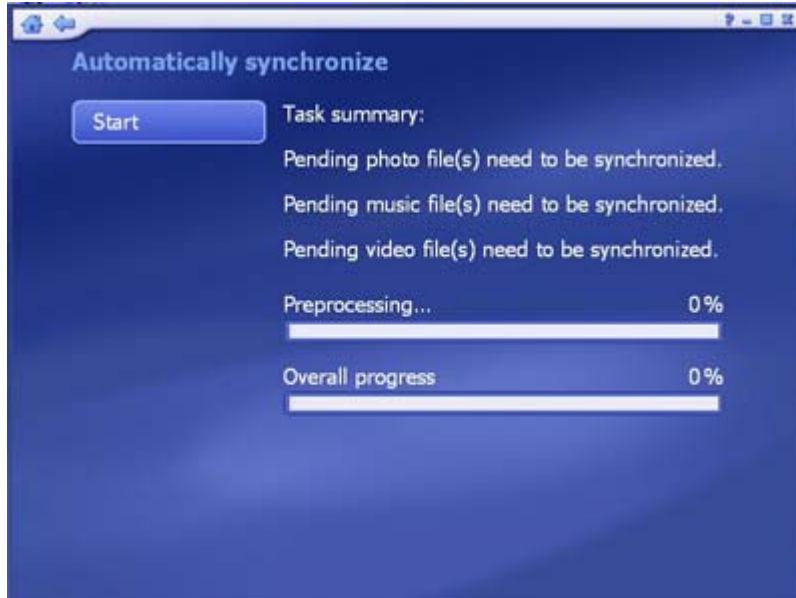 Automatically synchronize
Start
Task summary:
Pending photo file(s) need to be synchronized.
Pending music file(s) need to be synchronized.
Pending video file(s) need to be synchronized.
Preprocessing... 0%
Overall progress 0%